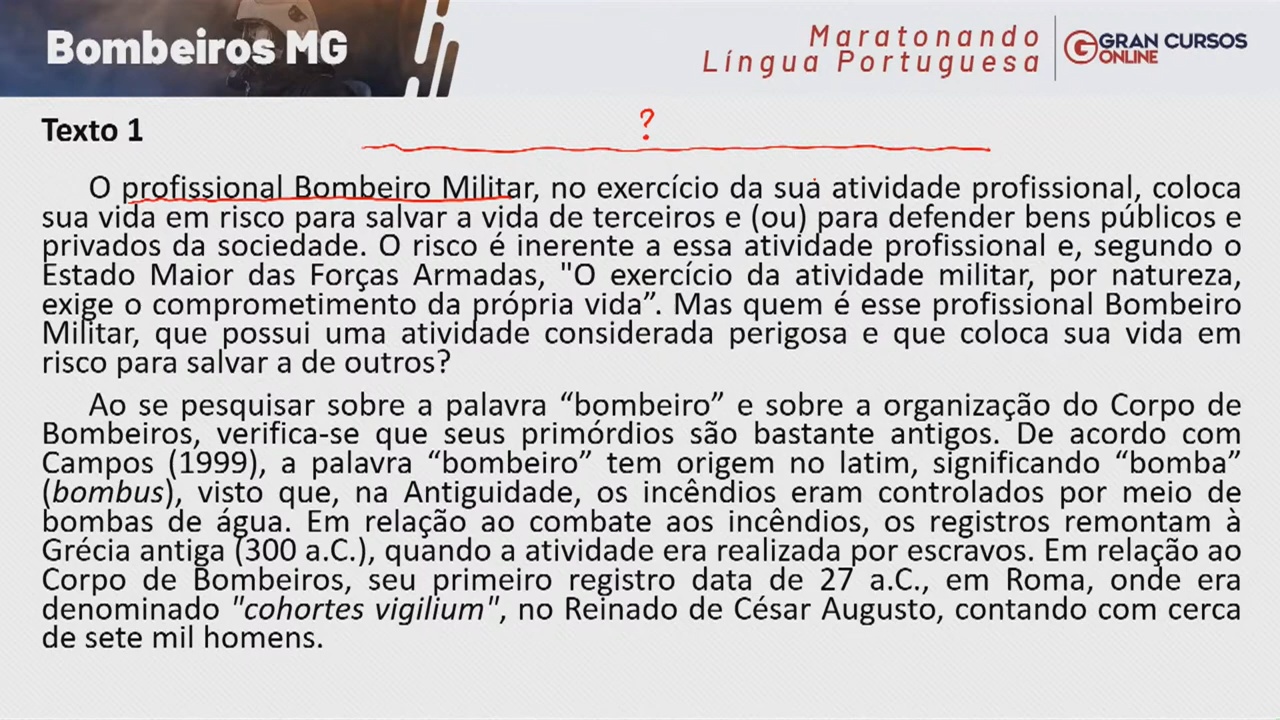 Bombeiros MG
Maratonando
Língua Portuguesa
GRAN CURSOS
ONLINE
Texto 1
?
O profissional Bombeiro Militar, no exercício da sua atividade profissional, coloca
sua vida em risco para salvar a vida de terceiros e (ou) para defender bens públicos e
privados da sociedade. O risco é inerente a essa atividade profissional e, segundo o
Estado Maior das Forças Armadas, "O exercício da atividade militar, por natureza,
exige o comprometimento da própria vida”. Mas quem é esse profissional Bombeiro
Militar, que possui uma atividade considerada perigosa e que coloca sua vida em
risco para salvar a de outros?
Ao se pesquisar sobre a palavra “bombeiro” e sobre a organização do Corpo de
Bombeiros, verifica-se que seus primórdios são bastante antigos. De acordo com
Campos (1999), a palavra “bombeiro” tem origem no latim, significando “bomba”
(bombus), visto que, na Antiguidade, os incêndios eram controlados por meio de
bombas de água. Em relação ao combate aos incêndios, os registros remontam à
Grécia antiga (300 a.C.), quando a atividade era realizada por escravos. Em relação ao
Corpo de Bombeiros, seu primeiro registro data de 27 a.C., em Roma, onde era
denominado "cohortes vigilium", no Reinado de César Augusto, contando com cerca
de sete mil homens.